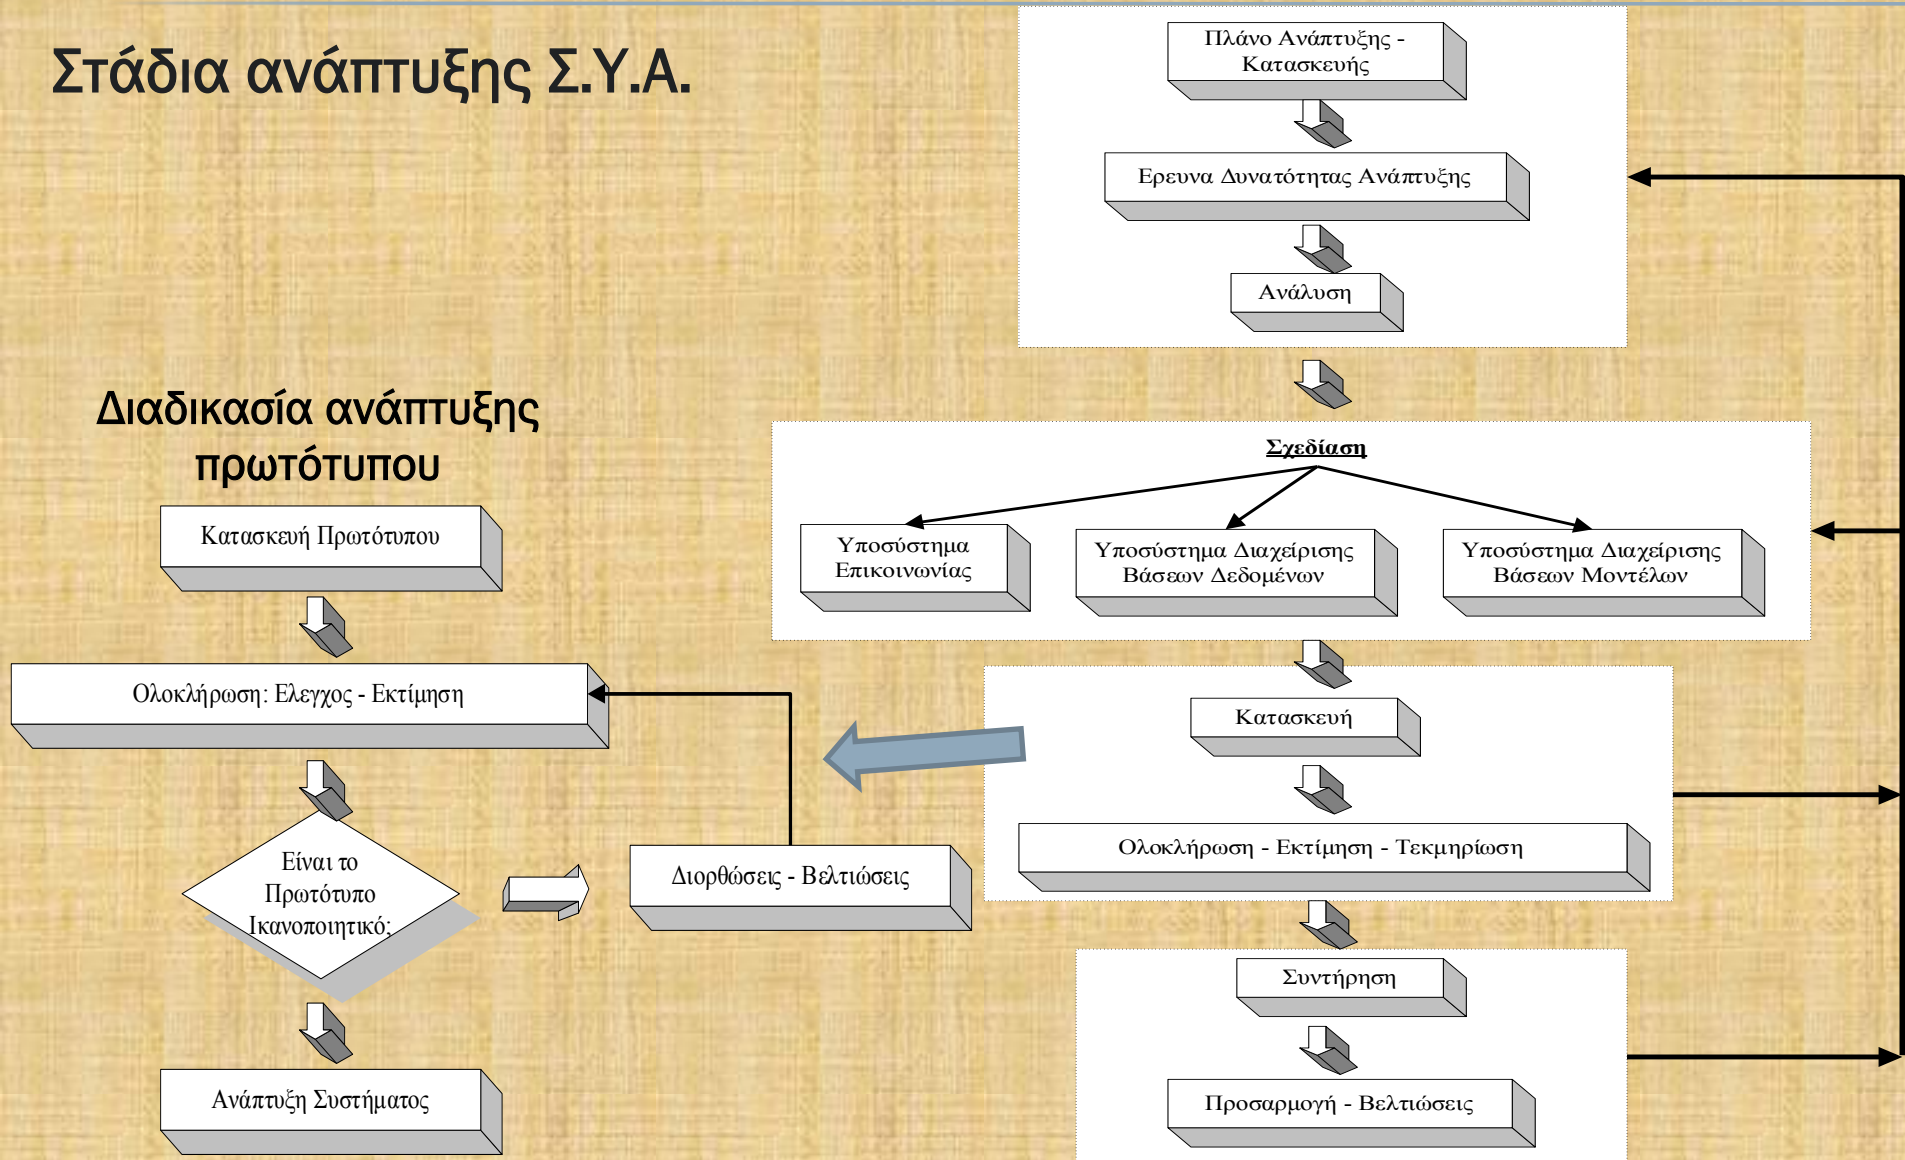 Στάδια ανάπτυξης Σ.Υ.Α.
Πλάνο Ανάπτυξης -
Κατασκευής
Ερευνα Δυνατότητας Ανάπτυξης
Ανάλυση
Σχεδίαση
Υποσύστημα
Επικοινωνίας
Υποσύστημα Διαχείρισης
Βάσεων Δεδομένων
Υποσύστημα Διαχείρισης
Βάσεων Μοντέλων
Κατασκευή
Ολοκλήρωση - Εκτίμηση - Τεκμηρίωση
Συντήρηση
Προσαρμογή - Βελτιώσεις
Διαδικασία ανάπτυξης
πρωτότυπου
Κατασκευή Πρωτότυπου
Ολοκλήρωση: Ελεγχος - Εκτίμηση
Είναι το
Πρωτότυπο
Ικανοποιητικό;
Διορθώσεις - Βελτιώσεις
Ανάπτυξη Συστήματος